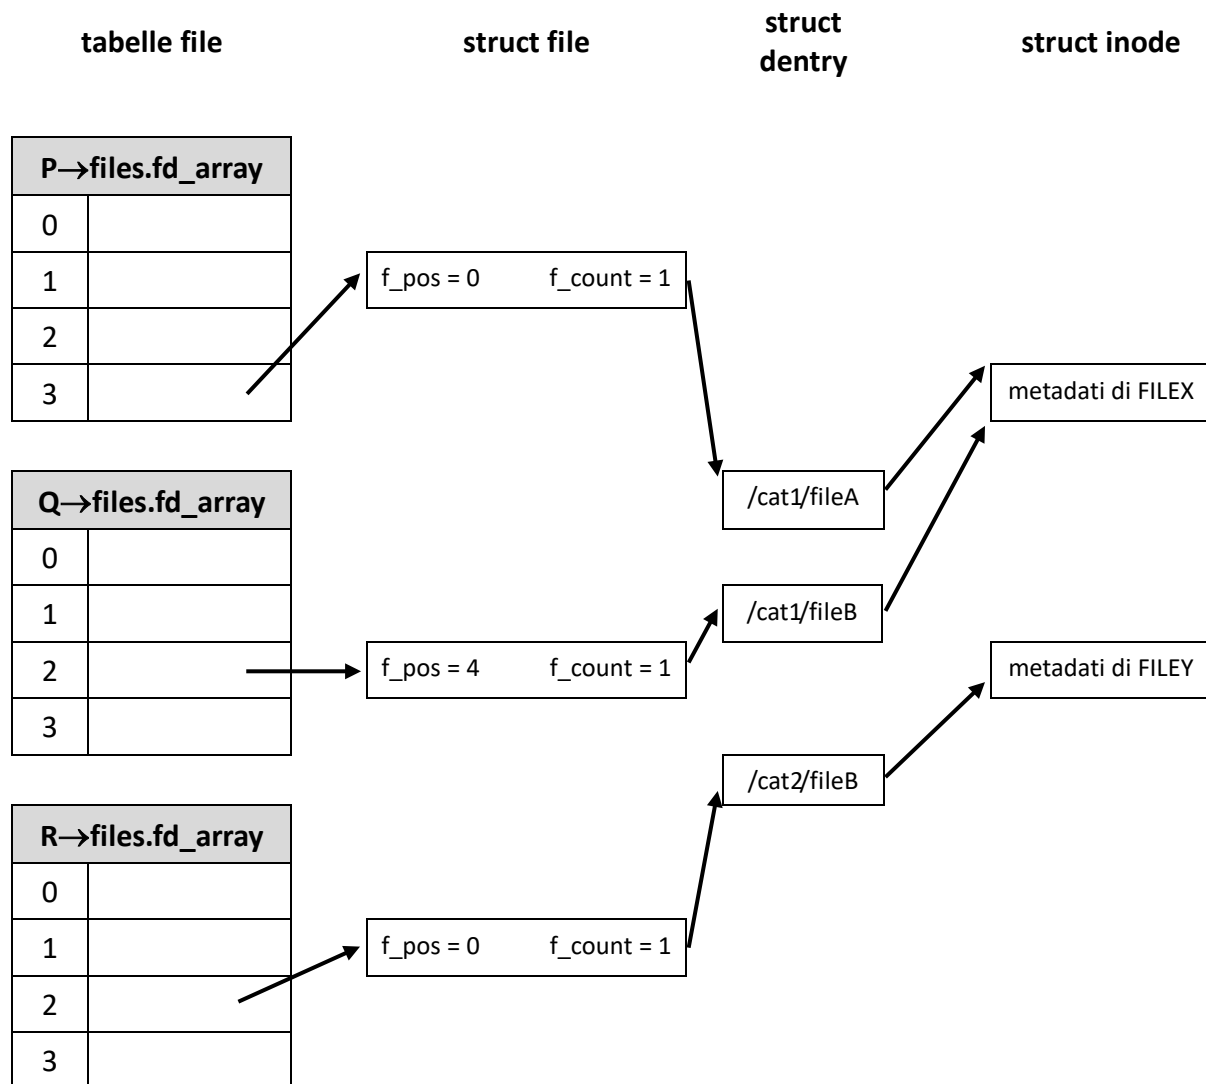 tabelle file
struct file
struct
dentry
struct inode
P→files.fd_array
0
1
2
3
f_pos = 0 f_count = 1
metadati di FILEX
/cat1/fileA
Q→files.fd_array
0
1
2
3
/cat1/fileB
f_pos = 4 f_count = 1
metadati di FILEY
/cat2/fileB
R→files.fd_array
0
1
2
3
f_pos = 0 f_count = 1